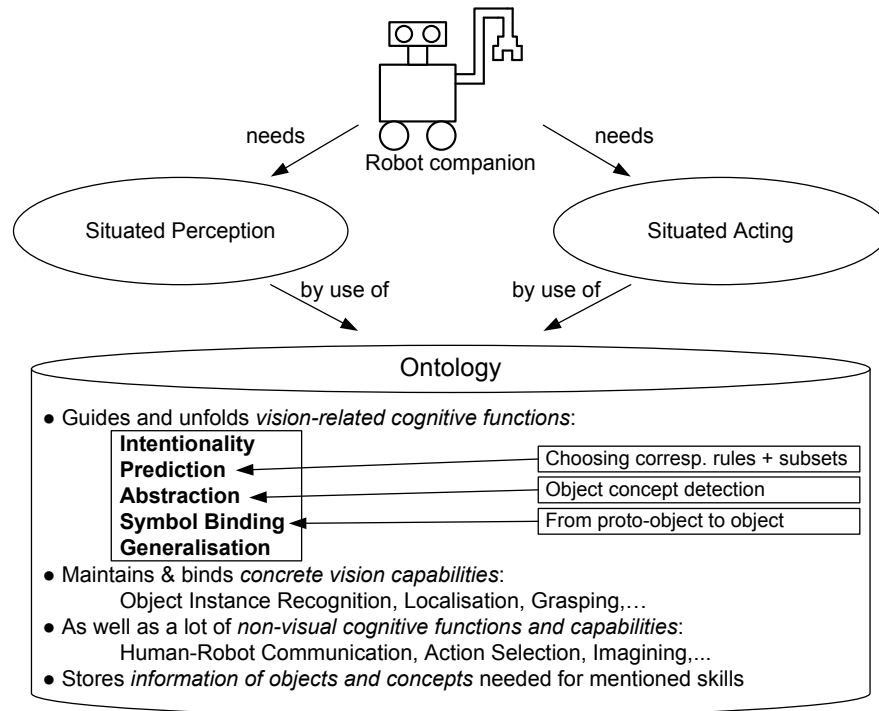 needs
needs
Robot companion
Situated Perception
Situated Acting
by use of
by use of
Ontology
● Guides and unfolds vision-related cognitive functions:
Intentionality
Prediction
Choosing corresp. rules + subsets
Abstraction
Object concept detection
Symbol Binding
From proto-object to object
Generalisation
● Maintains & binds concrete vision capabilities:
Object Instance Recognition, Localisation, Grasping,…
● As well as a lot of non-visual cognitive functions and capabilities:
Human-Robot Communication, Action Selection, Imagining,...
● Stores information of objects and concepts needed for mentioned skills